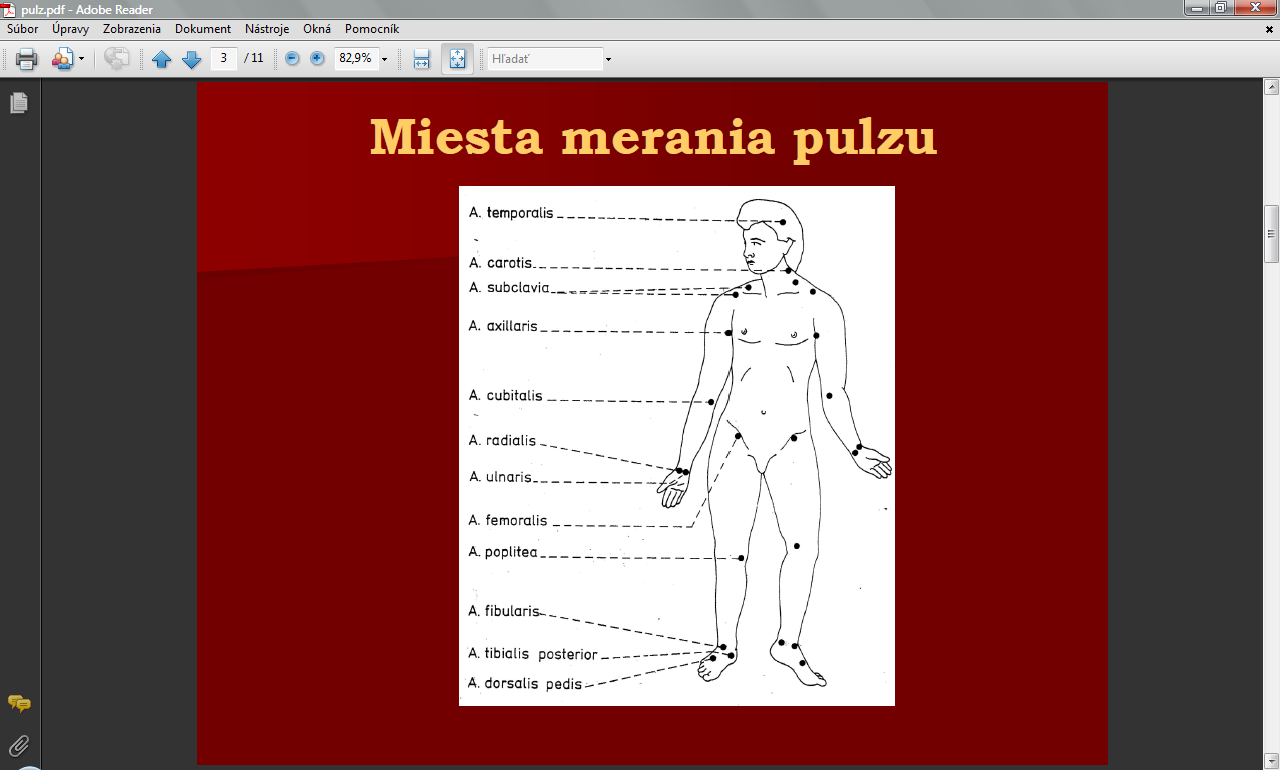 pulz.pdf - Adobe Reader
Súbor Úpravy Zobrazenia Dokument Nástroje Okná Pomocník
3 / 11 82,9% Hľadať
Miesta merania pulzu
A. temporalis
A. carotis
A. subclavia
A. axillaris
A. cubitalis
A. radialis
A. ulnaris
A. femoralis
A. poplitea
A. fibularis
A. tibialis posterior
A. dorsalis pedis